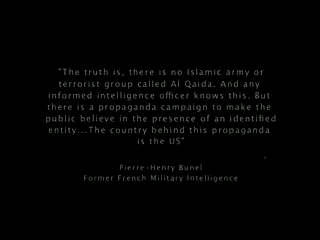 "The truth is, there is no Islamic army or
terrorist group called Al Qaida. And any
informed intelligence officer knows this. But
there is a propaganda campaign to make the
public believe in the presence of an identified
entity...The country behind this propaganda
is the US"
Pierre-Henry Bunel
Former French Military Intelligence